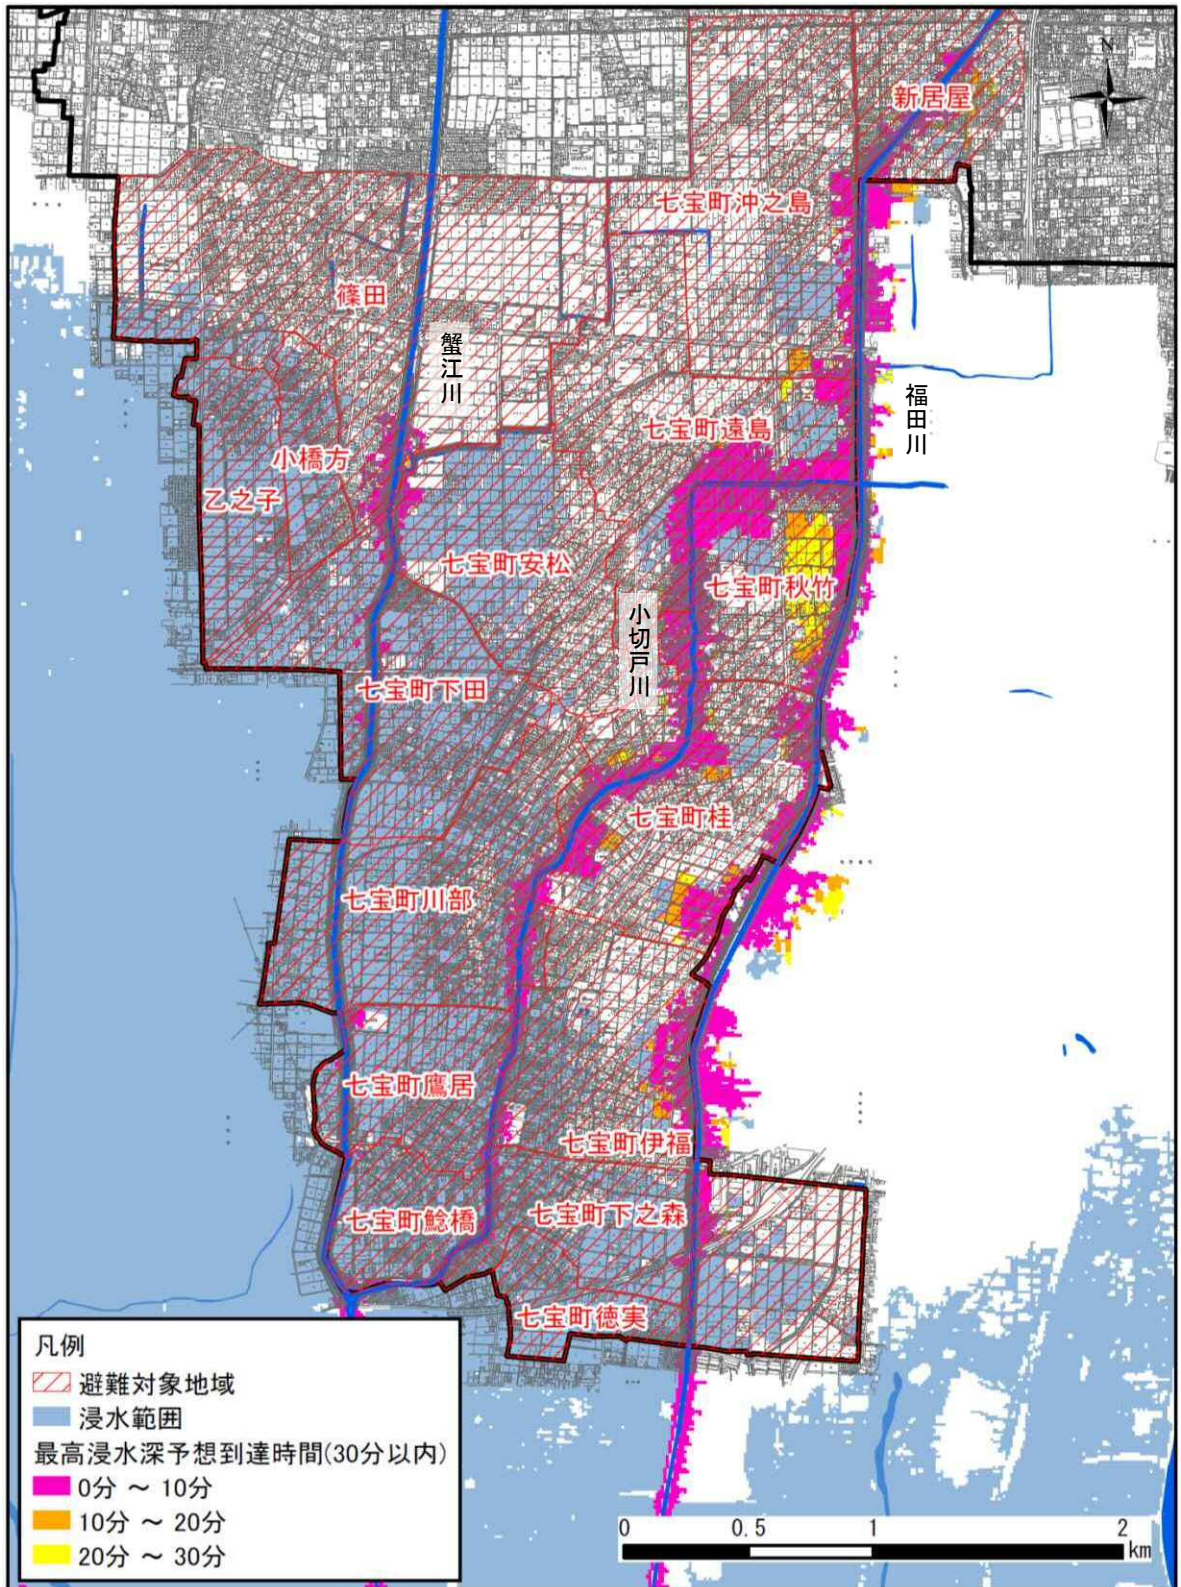 N
新居屋
七宝町沖之島
篠田
蟹江川
福田川
七宝町遠島
小橋方
乙之子
七宝町安松
七宝町秋竹
小切戸川
七宝町下田
七宝町桂
七宝町川部
七宝町鷹居
七宝町伊福
七宝町鯰橋
七宝町下之森
七宝町徳実
凡例
避難対象地域
浸水範囲
最高浸水深予想到達時間(30分以内)
0分 ～ 10分
10分 ～ 20分
20分 ～ 30分
0 0.5 1 2
km